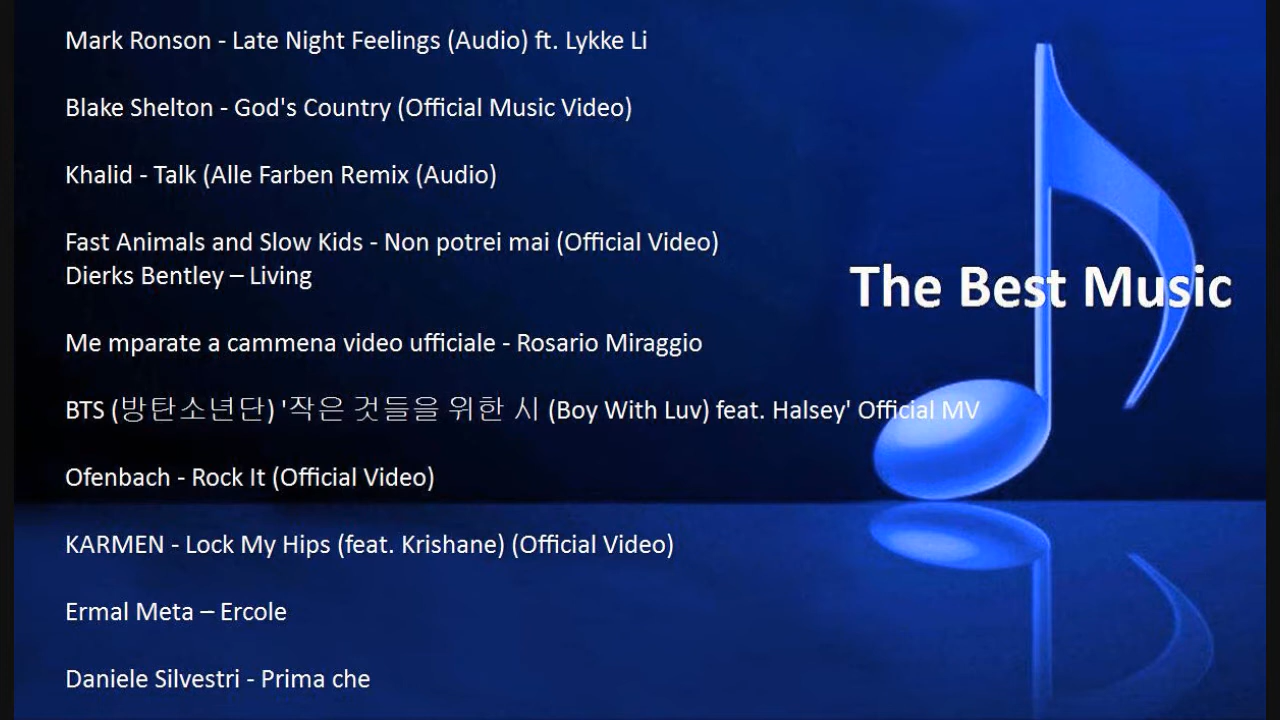 Mark Ronson - Late Night Feelings (Audio) ft. Lykke Li
Blake Shelton - God's Country (Official Music Video)
Khalid - Talk (Alle Farben Remix (Audio)
Fast Animals and Slow Kids - Non potrei mai (Official Video)
Dierks Bentley – Living
The Best Music
Me mparate a cammena video ufficiale - Rosario Miraggio
BTS (방탄소년단) '작은 것들을 위한 시 (Boy With Luv) feat. Halsey' Official MV
Ofenbach - Rock It (Official Video)
KARMEN - Lock My Hips (feat. Krishane) (Official Video)
Ermal Meta – Ercole
Daniele Silvestri - Prima che